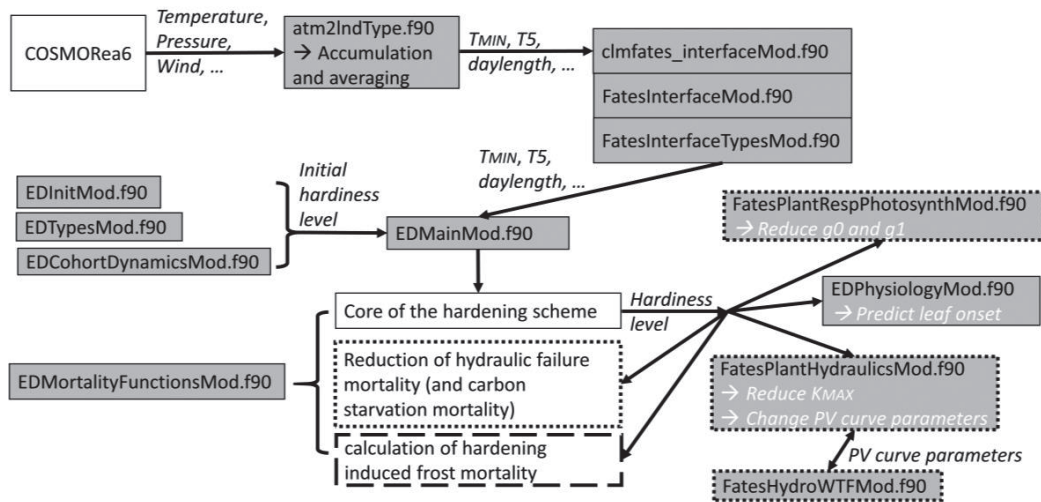 COSMORea6
Temperature,
Pressure,
Wind, ...
atm2lndType.f90
→ Accumulation
and averaging
TMIN, T5,
daylength, ...
clmfates_interfaceMod.f90
FatesInterfaceMod.f90
FatesInterfaceTypesMod.f90
TMIN, T5,
daylength, ...
EDInitMod.f90
EDTypesMod.f90
EDCohortDynamicsMod.f90
Initial
hardiness
level
EDMainMod.f90
FatesPlantRespPhotosynthMod.f90
→ Reduce g0 and g1
EDPhysiologyMod.f90
→ Predict leaf onset
Core of the hardening scheme
Hardiness
level
EDMortalityFunctionsMod.f90
Reduction of hydraulic failure
mortality (and carbon
starvation mortality)
calculation of hardening
induced frost mortality
FatesPlantHydraulicsMod.f90
→ Reduce KMAX
→ Change PV curve parameters
PV curve parameters
FatesHydroWTFMod.f90